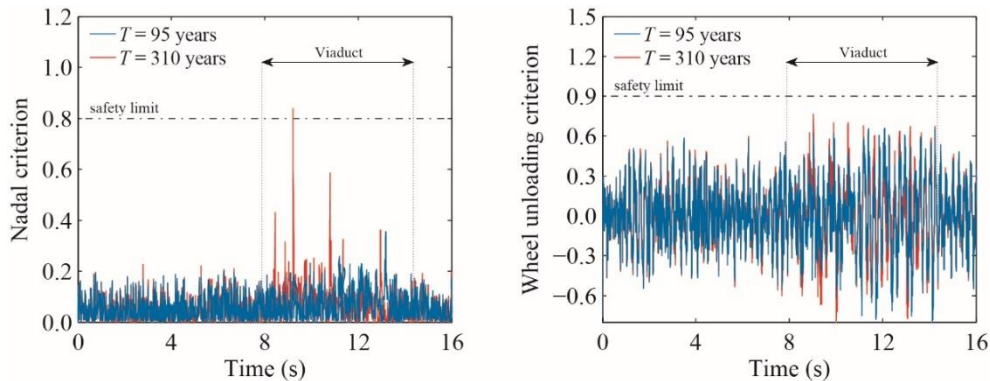 Nadal criterion
1.2
1.0
0.8
0.6
0.4
0.2
0.0
T = 95 years
T = 310 years
Viaduct
safety limit
0
4
8
12
16
Time (s)
Wheel unloading criterion
1.5
1.2
0.9
0.6
0.3
0.0
-0.3
-0.6
T = 95 years
T = 310 years
Viaduct
safety limit
0
4
8
12
16
Time (s)